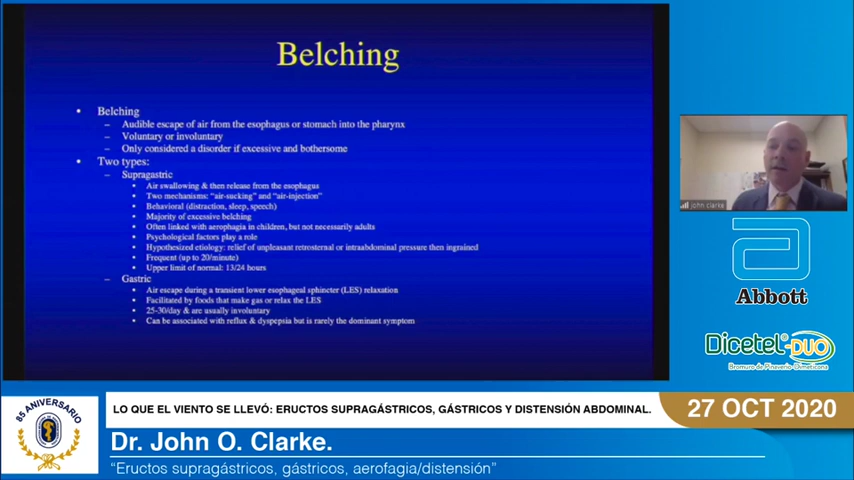 Belching
• Belching
– Audible escape of air from the esophagus or stomach into the pharynx
– Voluntary or involuntary
– Only considered a disorder if excessive and bothersome
• Two types:
– Supragastric
• Air swallowing & then release from the esophagus
• Two mechanisms: "air-sucking" and "air-injection"
• Behavioral (distraction, sleep, speech)
• Majority of excessive belching
• Often linked with aerophagia in children, but not necessarily adults
• Psychological factors play a role
• Hypothesized etiology: relief of unpleasant retrosternal or intraabdominal pressure then ingrained
• Frequent (up to 20/minute)
• Upper limit of normal: 13/24 hours
– Gastric
• Air escape during a transient lower esophageal sphincter (LES) relaxation
• Facilitated by foods that make gas or relax the LES
• 25-30/day & are usually involuntary
• Can be associated with reflux & dyspepsia but is rarely the dominant symptom
john clarke
Abbott
Dicetel® DUO
Bromuro de Pinaverio-Dimeticona
85 ANIVERSARIO
LO QUE EL VIENTO SE LLEVÓ: ERUCTOS SUPRAGÁSTRICOS, GÁSTRICOS Y DISTENSIÓN ABDOMINAL.
27 OCT 2020
Dr. John O. Clarke.
"Eructos supragástricos, gástricos, aerofagia/distensión"